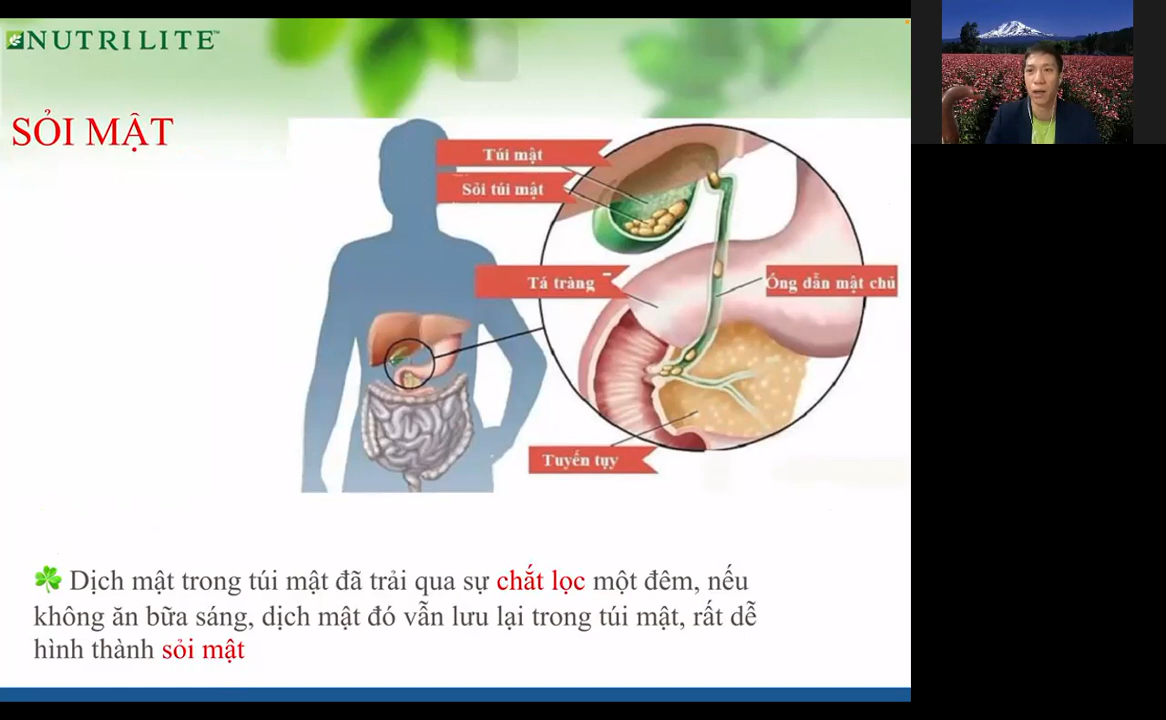 NUTRILITE™
SỎI MẬT
Túi mật
Sỏi túi mật
Tá tràng
Ống dẫn mật chủ
Tuyến tụy
Dịch mật trong túi mật đã trải qua sự chắt lọc một đêm, nếu
không ăn bữa sáng, dịch mật đó vẫn lưu lại trong túi mật, rất dễ
hình thành sỏi mật